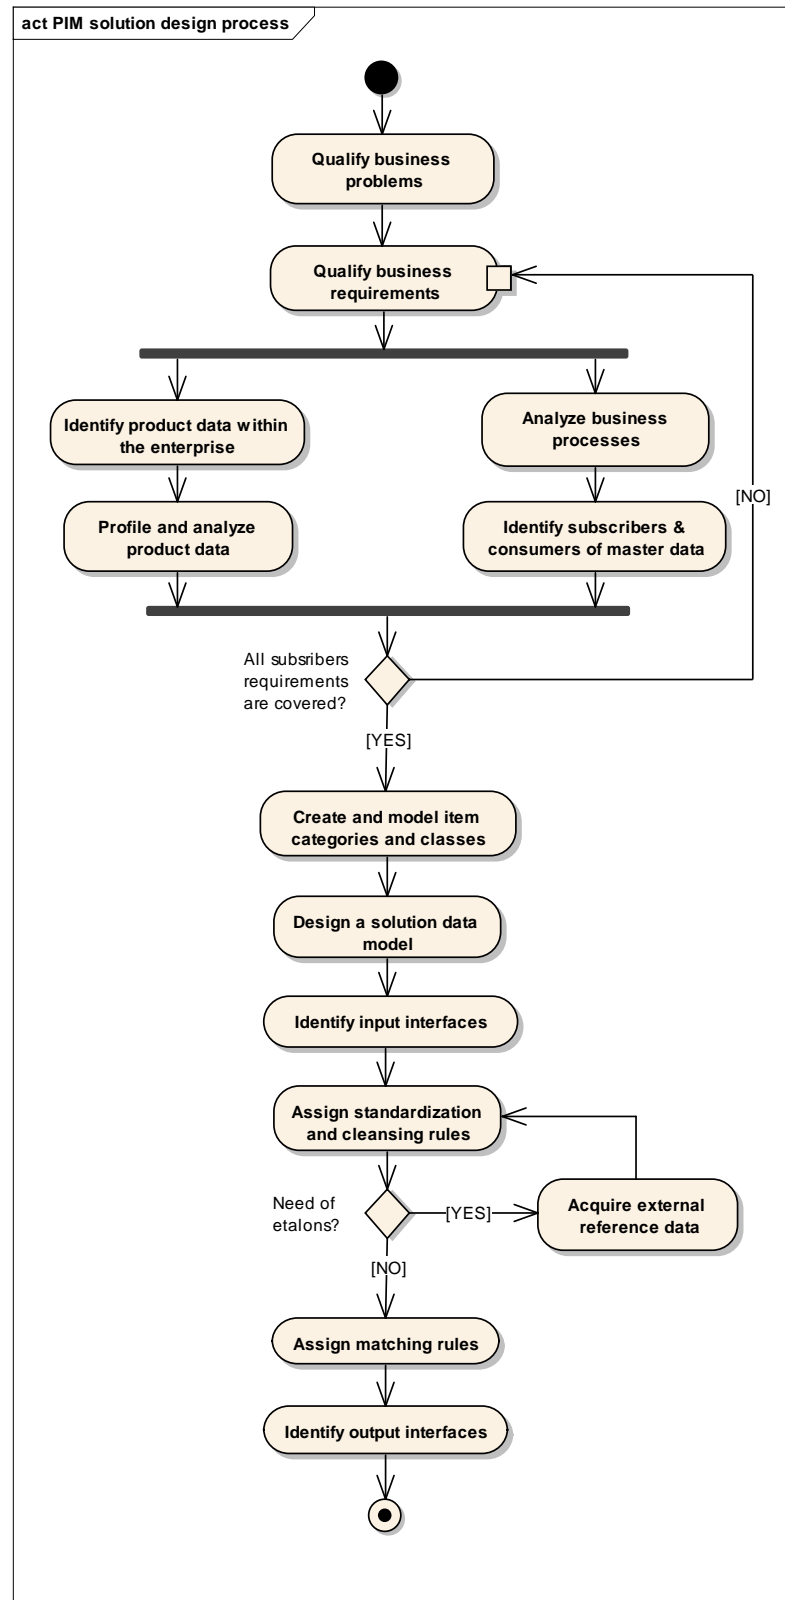 act PIM solution design process
Qualify business
problems
Qualify business
requirements
Identify product data within
the enterprise
Analyze business
processes
Profile and analyze
product data
Identify subscribers &
consumers of master data
[NO]
All subsribers
requirements
are covered?
[YES]
Create and model item
categories and classes
Design a solution data
model
Identify input interfaces
Assign standardization
and cleansing rules
Need of
etalons?
[YES]
Acquire external
reference data
[NO]
Assign matching rules
Identify output interfaces